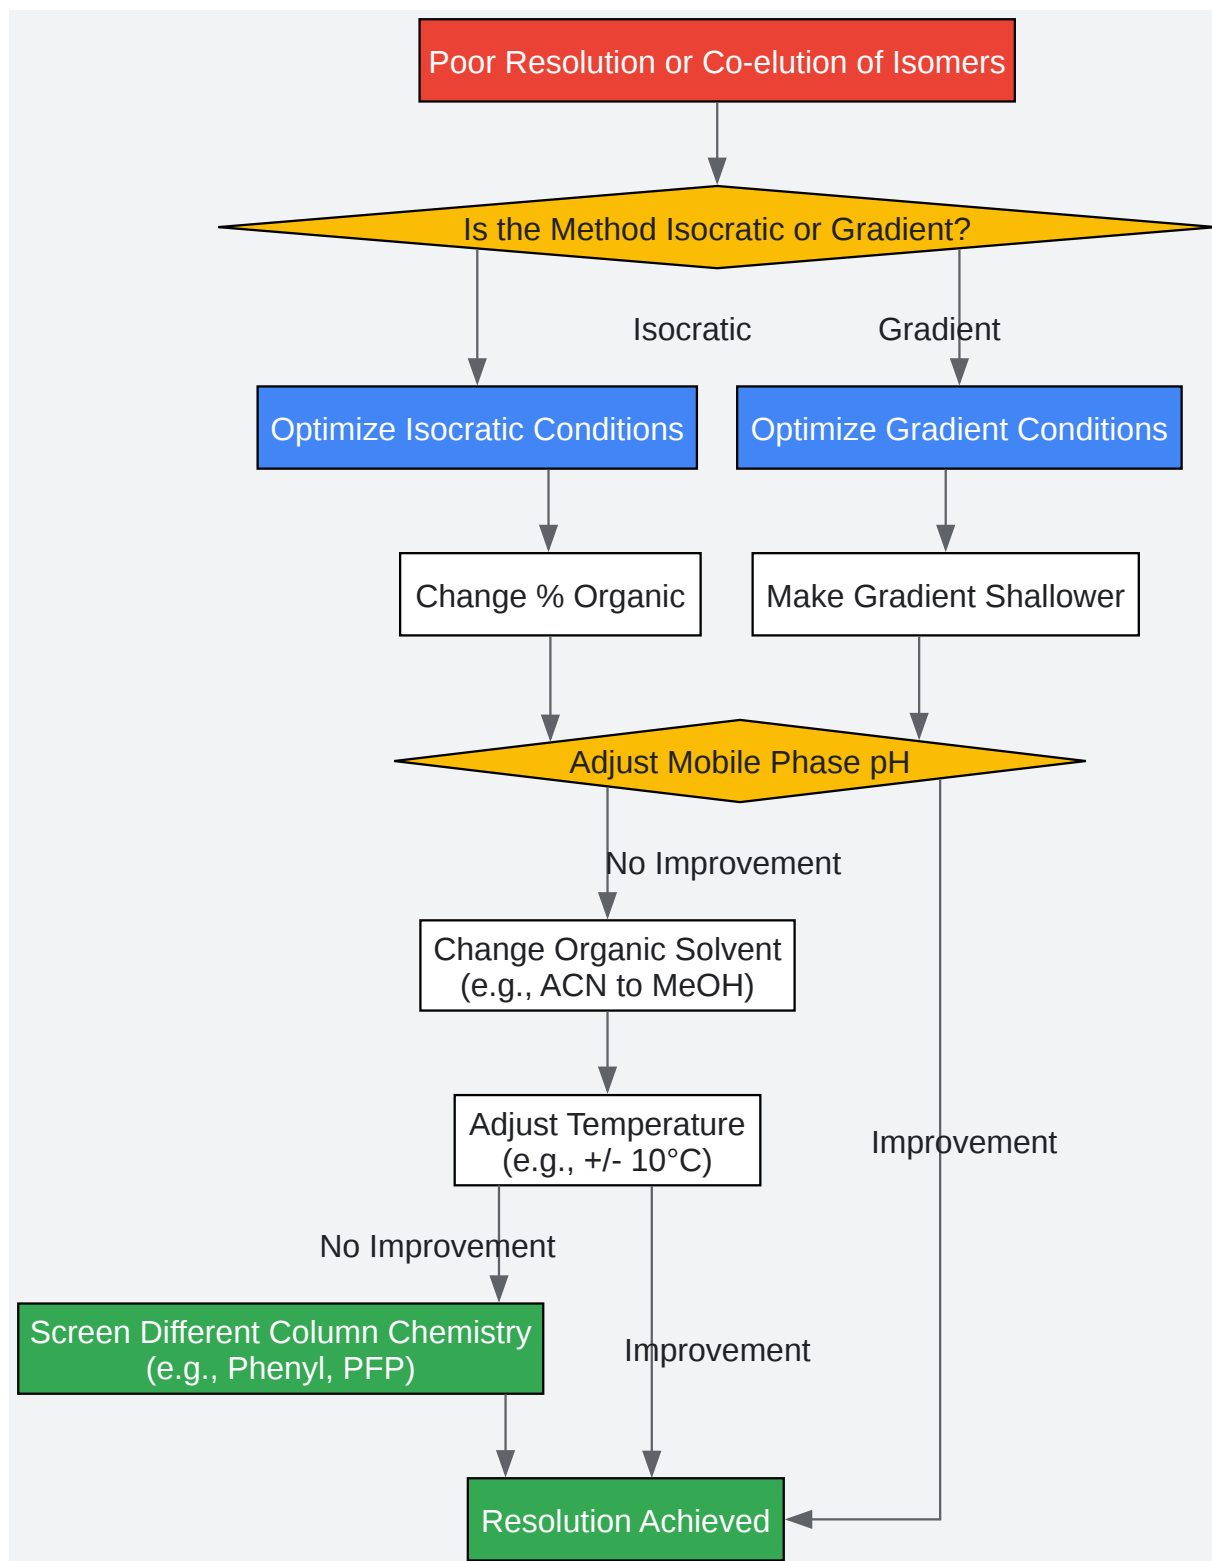 Poor Resolution or Co-elution of Isomers
Is the Method Isocratic or Gradient?
Isocratic
Gradient
Optimize Isocratic Conditions
Optimize Gradient Conditions
Change % Organic
Make Gradient Shallower
Adjust Mobile Phase pH
No Improvement
Change Organic Solvent
(e.g., ACN to MeOH)
Adjust Temperature
(e.g., +/- 10°C)
Improvement
No Improvement
Screen Different Column Chemistry
(e.g., Phenyl, PFP)
Improvement
Resolution Achieved